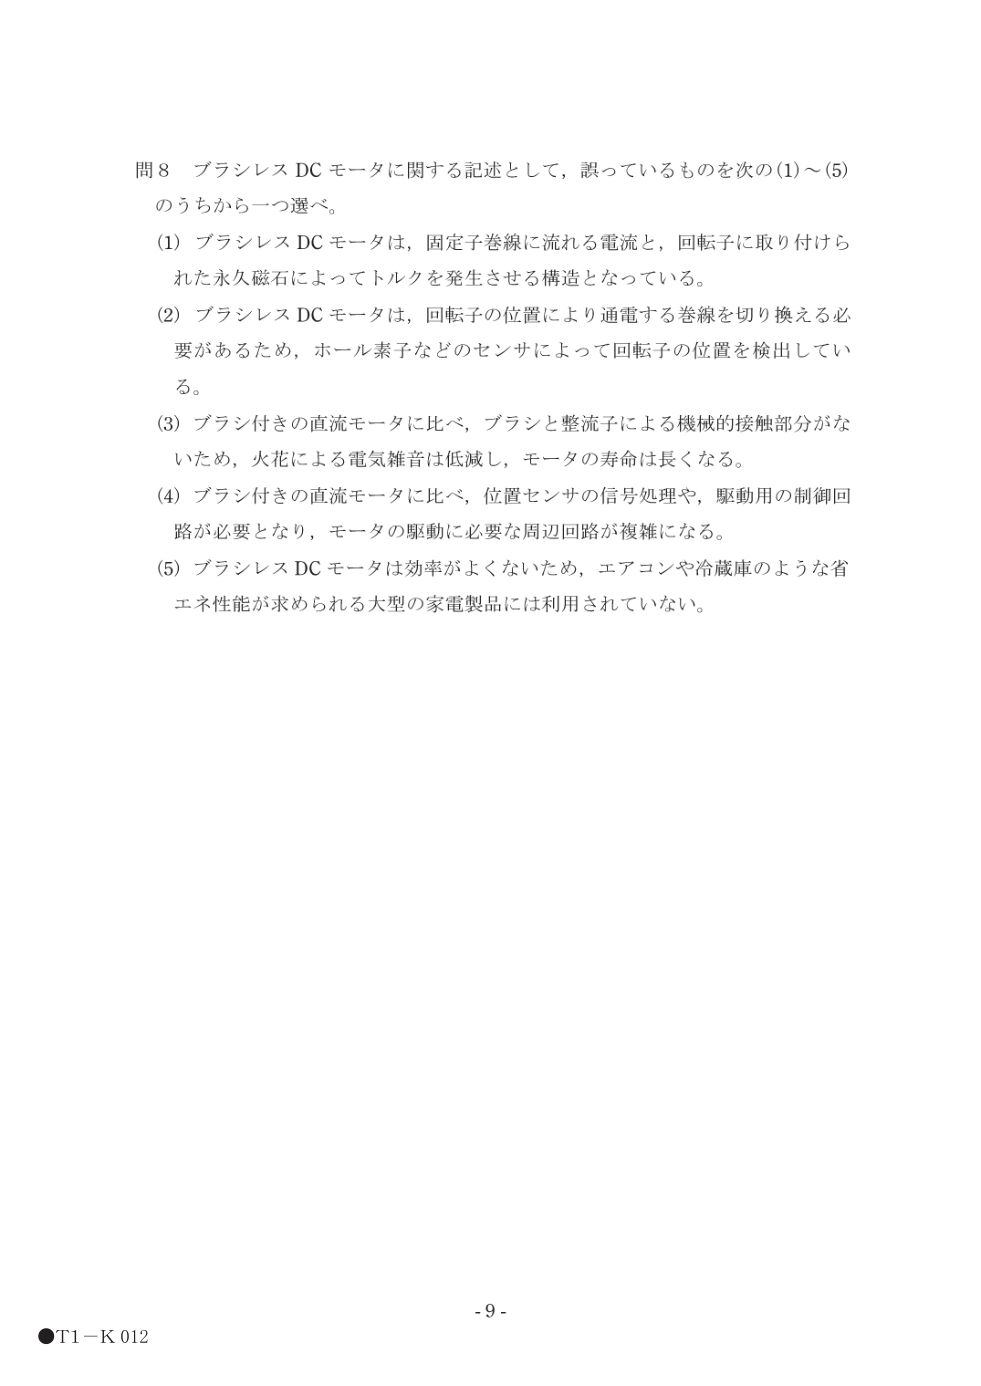 問８　ブラシレス DC モータに関する記述として，誤っているものを次の(1)～(5)
のうちから一つ選べ。
(1) ブラシレス DC モータは，固定子巻線に流れる電流と，回転子に取り付けら
れた永久磁石によってトルクを発生させる構造となっている。
(2) ブラシレス DC モータは，回転子の位置により通電する巻線を切り換える必
要があるため，ホール素子などのセンサによって回転子の位置を検出してい
る。
(3) ブラシ付きの直流モータに比べ，ブラシと整流子による機械的接触部分がな
いため，火花による電気雑音は低減し，モータの寿命は長くなる。
(4) ブラシ付きの直流モータに比べ，位置センサの信号処理や，駆動用の制御回
路が必要となり，モータの駆動に必要な周辺回路が複雑になる。
(5) ブラシレス DC モータは効率がよくないため，エアコンや冷蔵庫のような省
エネ性能が求められる大型の家電製品には利用されていない。
- 9 -
●T1－K 012